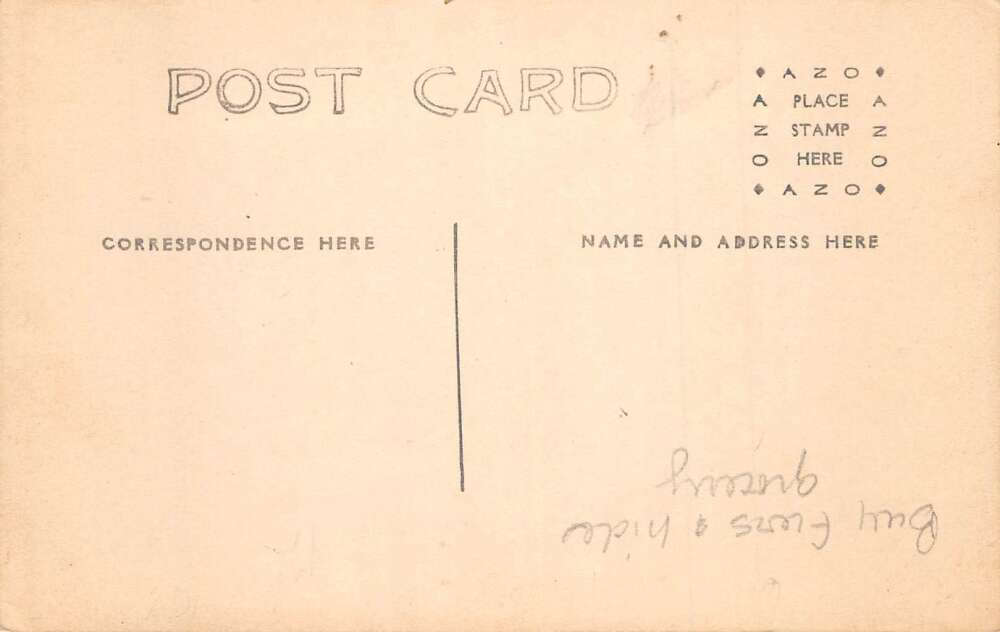 POST CARD
AZO
A PLACE A
Z STAMP Z
O HERE O
AZO
CORRESPONDENCE HERE
NAME AND ADDRESS HERE
Buy Furs & hide
grocery